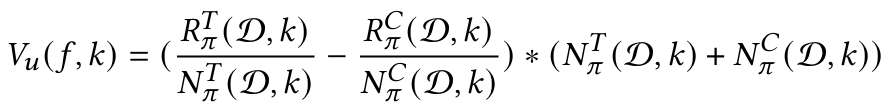 $V_u(f, k) = (\frac{R_\pi^T(\mathcal{D}, k)}{N_\pi^T(\mathcal{D}, k)} - \frac{R_\pi^C(\mathcal{D}, k)}{N_\pi^C(\mathcal{D}, k)}) * (N_\pi^T(\mathcal{D}, k) + N_\pi^C(\mathcal{D}, k))$